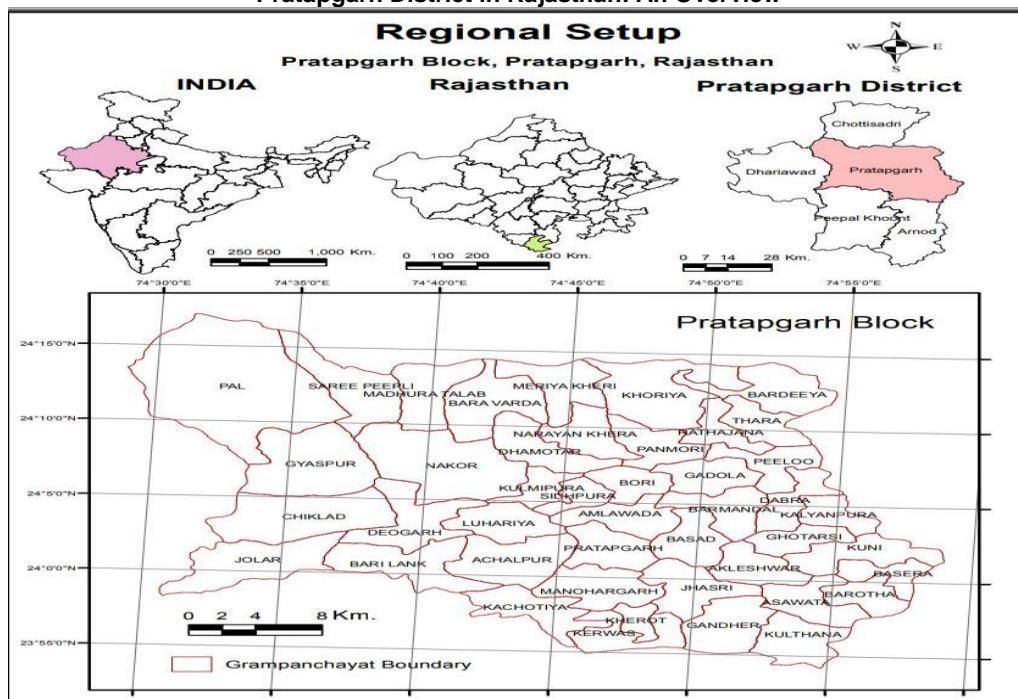 Pratapgarh District in Rajasthan: An Overview
Regional Setup
Pratapgarh Block, Pratapgarh, Rajasthan
N
W E
S
INDIA
Rajasthan
Pratapgarh District
Chottisadri
Dhariawad
Pratapgarh
Peepal Khoont
Arnod
0 250 500 1,000 Km.
0 100 200 400 Km.
0 7 14 28 Km.
74°30'0"E 74°35'0"E 74°40'0"E 74°45'0"E 74°50'0"E 74°55'0"E
Pratapgarh Block
24°15'0"N
24°10'0"N
24°5'0"N
24°0'0"N
23°55'0"N
PAL
SAREE PEEPLI
MADHURA TALAB
BARA VARDA
MERIYA KHERI
KHORIYA
BARDEEYA
THARA
RATHAJANA
NARAYAN KHERA
DHAMOTAR
PANMORI
PEELOO
GYASPUR
NAKOR
GADOLA
BORI
KULMIPURA
SIDHPURA
DABRA
BARMANDAL
KALYANPURA
CHIKLAD
AMLAWADA
LUHARIYA
DEOGARH
BASAD
GHOTARSI
PRATAPGARH
KUNI
JOLAR
BARI LANK
ACHALPUR
AKLESHWAR
BASERA
MANOHARGARH
JHASRI
BAROTHA
ASAWATA
KACHOTIYA
KHEROT
KERWAS
GANDHER
KULTHANA
0 2 4 8 Km.
Grampanchayat Boundary